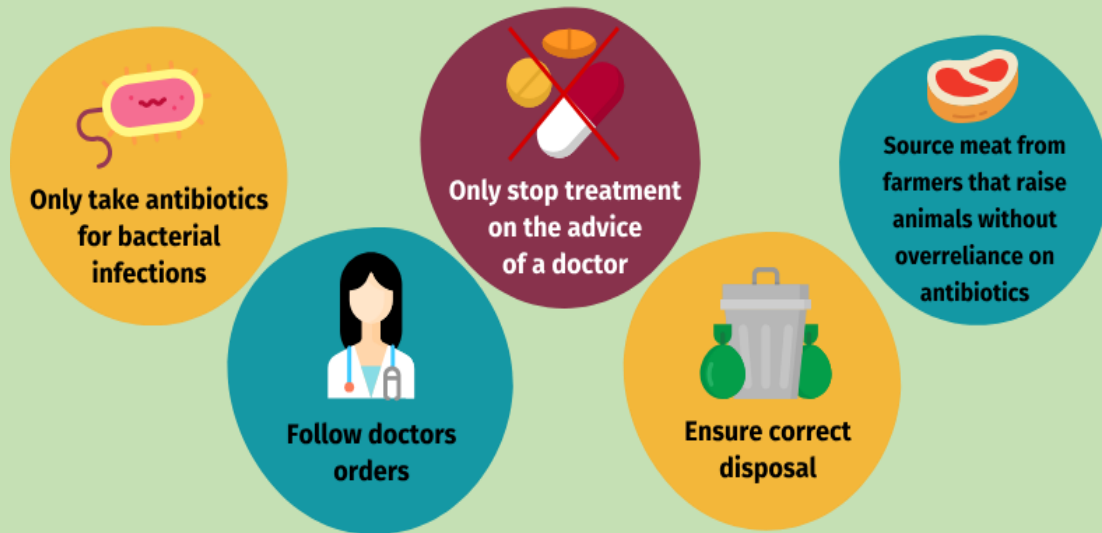 Only take antibiotics
for bacterial
infections
Follow doctors
orders
Only stop treatment
on the advice
of a doctor
Ensure correct
disposal
Source meat from
farmers that raise
animals without
overreliance on
antibiotics